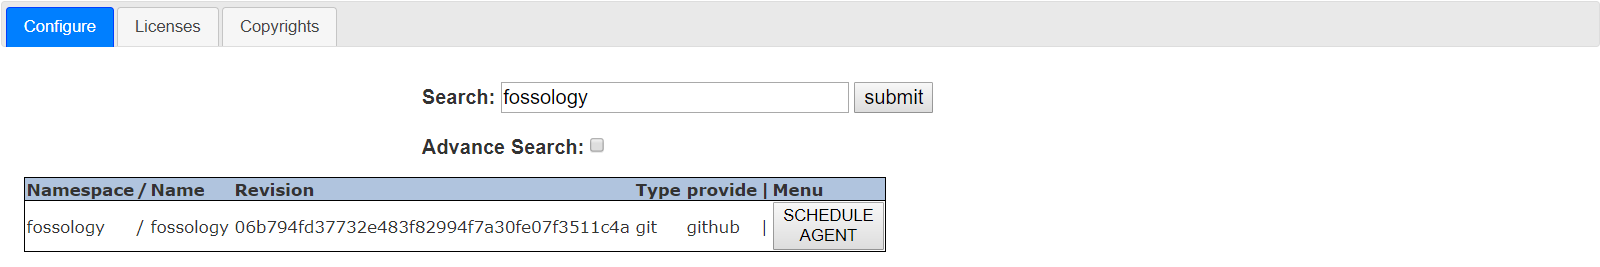 Configure Licenses Copyrights
Search: fossology submit
Advance Search:
Namespace / Name Revision Type provide | Menu
fossology / fossology 06b794fd37732e483f82994f7a30fe07f3511c4a git github | SCHEDULE
AGENT